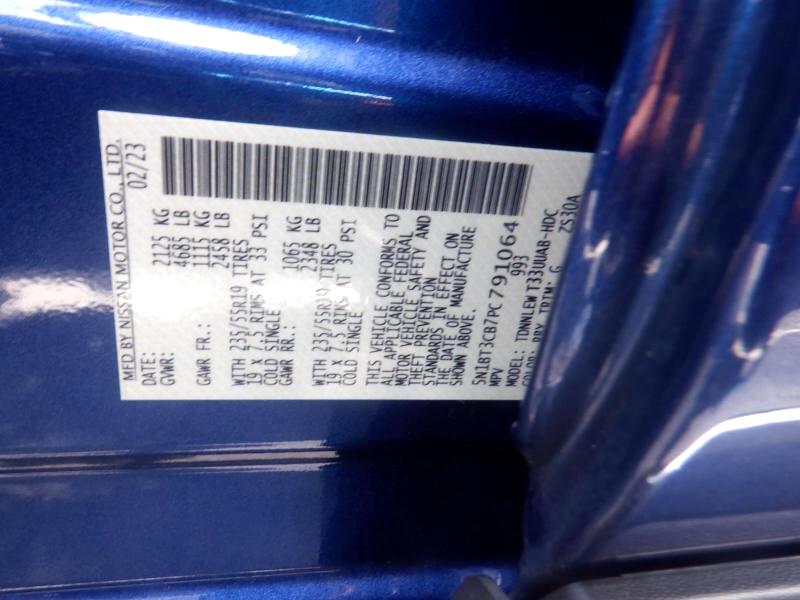 MFD BY NISSAN MOTOR CO., LTD.
DATE: 02/23
GVWR: 2125 KG
4685 LB
GAWR FR.: 1115 KG
2458 LB
WITH 235/55R19 TIRES
19 X 7.5 RIMS AT 33 PSI
COLD SINGLE
GAWR RR.: 1065 KG
2348 LB
WITH 235/55R19 TIRES
19 X 7.5 RIMS AT 30 PSI
COLD SINGLE
THIS VEHICLE CONFORMS TO
ALL APPLICABLE FEDERAL
MOTOR VEHICLE SAFETY AND
THEFT PREVENTION
STANDARDS IN EFFECT ON
THE DATE OF MANUFACTURE
SHOWN ABOVE.
5N1BT3CB7PC791064
MPV 993
MODEL: TDNNLEWT33UUAB-HDC
COLOR: RBY TRIM: G ZS30A